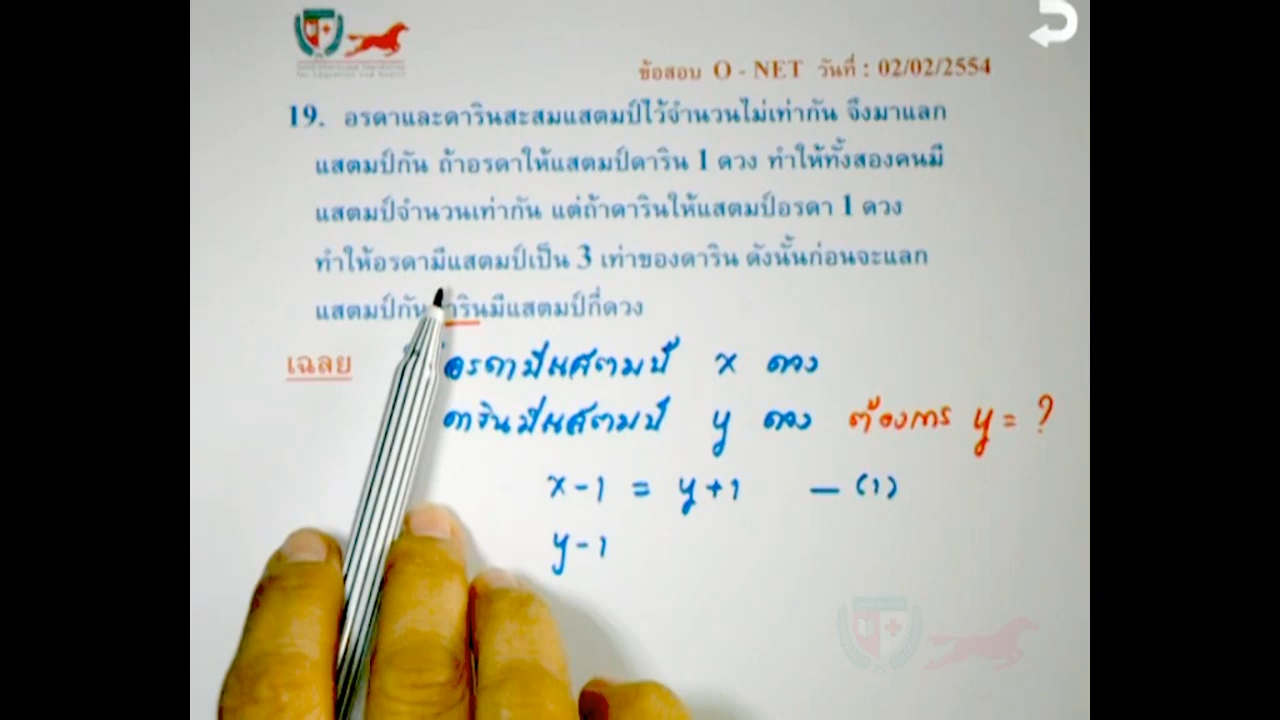 ข้อสอบ O - NET วันที่ : 02/02/2554
19. อรดาและดารินสะสมแสตมป์ไว้จำนวนไม่เท่ากัน จึงมาแลก
แสตมป์กัน ถ้าอรดาให้แสตมป์ดาริน 1 ดวง ทำให้ทั้งสองคนมี
แสตมป์จำนวนเท่ากัน แต่ถ้าดารินให้แสตมป์อรดา 1 ดวง
ทำให้อรดามีแสตมป์เป็น 3 เท่าของดาริน ดังนั้นก่อนจะแลก
แสตมป์กัน ารินมีแสตมป์กี่ดวง
เฉลย อรดามีแสตมป์ x ดวง
ดารินมีแสตมป์ y ดวง ต้องการ y = ?
x - 1 = y + 1 — (1)
y - 1